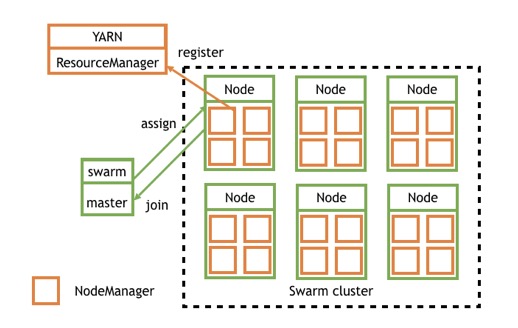 YARN
ResourceManager
register
assign
swarm
master
join
Node
Node
Node
Node
Node
Node
Swarm cluster
NodeManager